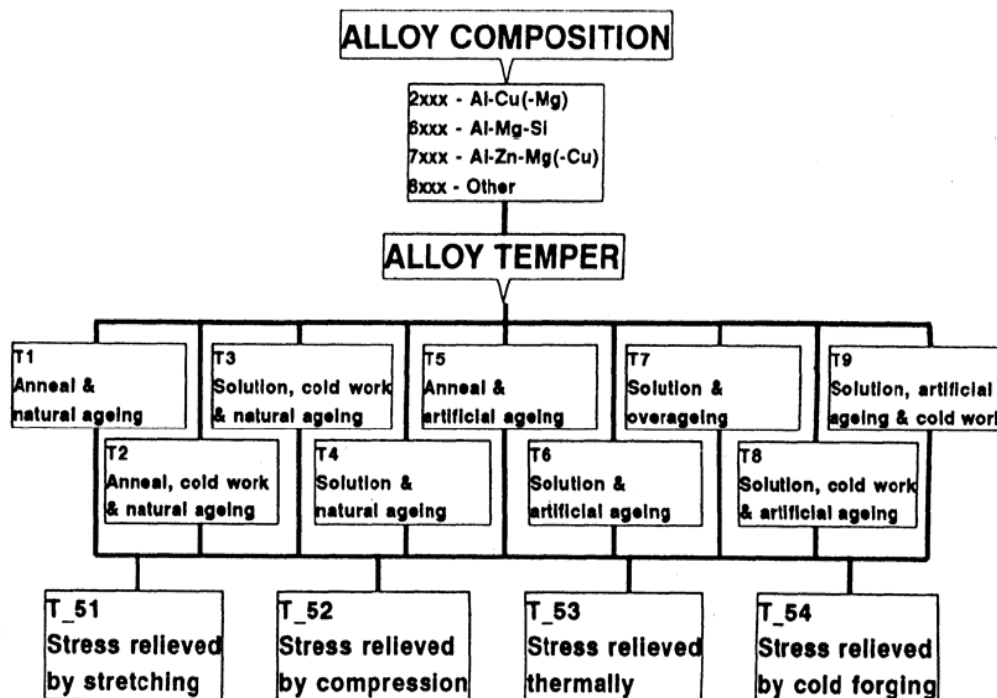 ALLOY COMPOSITION
2xxx - Al-Cu(-Mg)
6xxx - Al-Mg-Si
7xxx - Al-Zn-Mg(-Cu)
8xxx - Other
ALLOY TEMPER
T1
Anneal &
natural ageing
T2
Anneal, cold work
& natural ageing
T3
Solution, cold work
& natural ageing
T4
Solution &
natural ageing
T5
Anneal &
artificial ageing
T6
Solution &
artificial ageing
T7
Solution &
overageing
T8
Solution, cold work
& artificial ageing
T9
Solution, artificial
ageing & cold work
T_51
Stress relieved
by stretching
T_52
Stress relieved
by compression
T_53
Stress relieved
thermally
T_54
Stress relieved
by cold forging